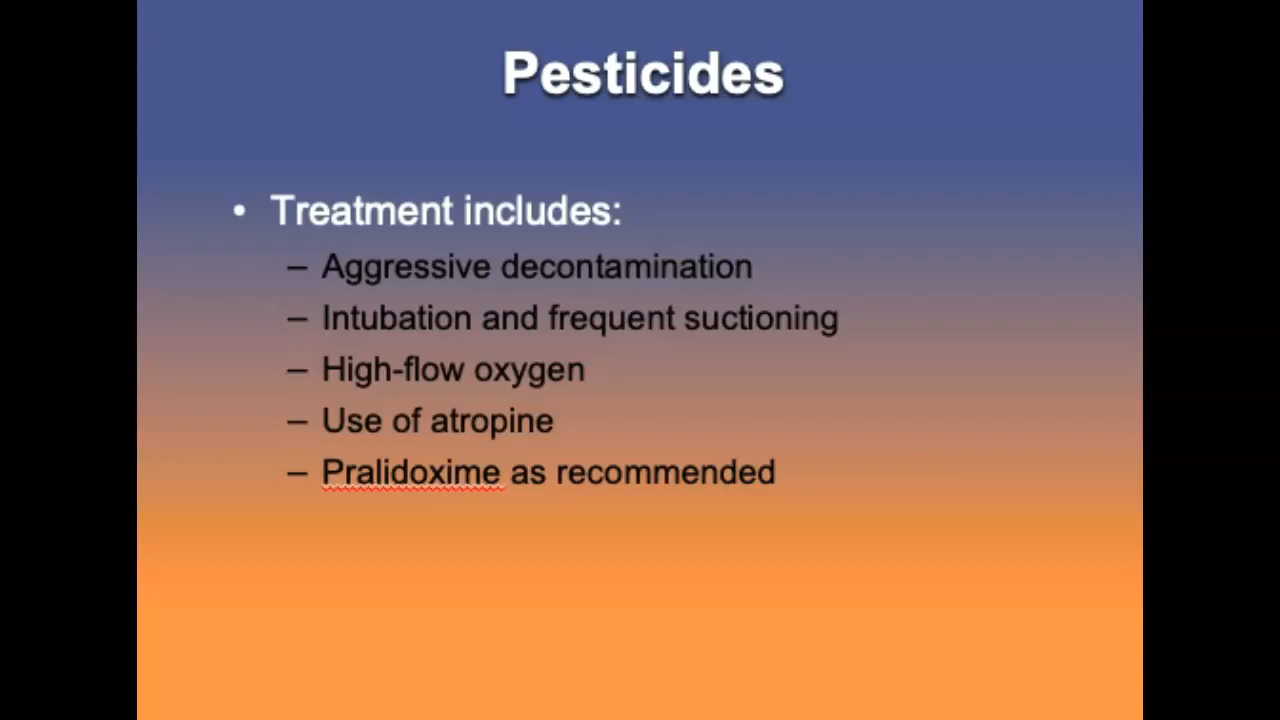 Pesticides
• Treatment includes:
– Aggressive decontamination
– Intubation and frequent suctioning
– High-flow oxygen
– Use of atropine
– Pralidoxime as recommended